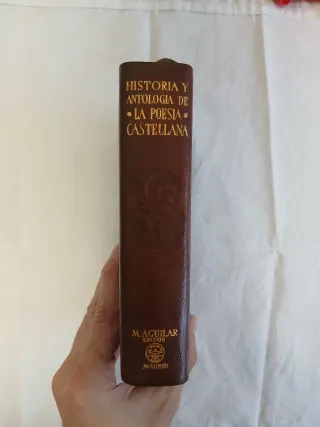 HISTORIA Y
ANTOLOGIA DE
• LA POESIA •
CASTELLANA
M. AGUILAR
EDITOR
MADRID